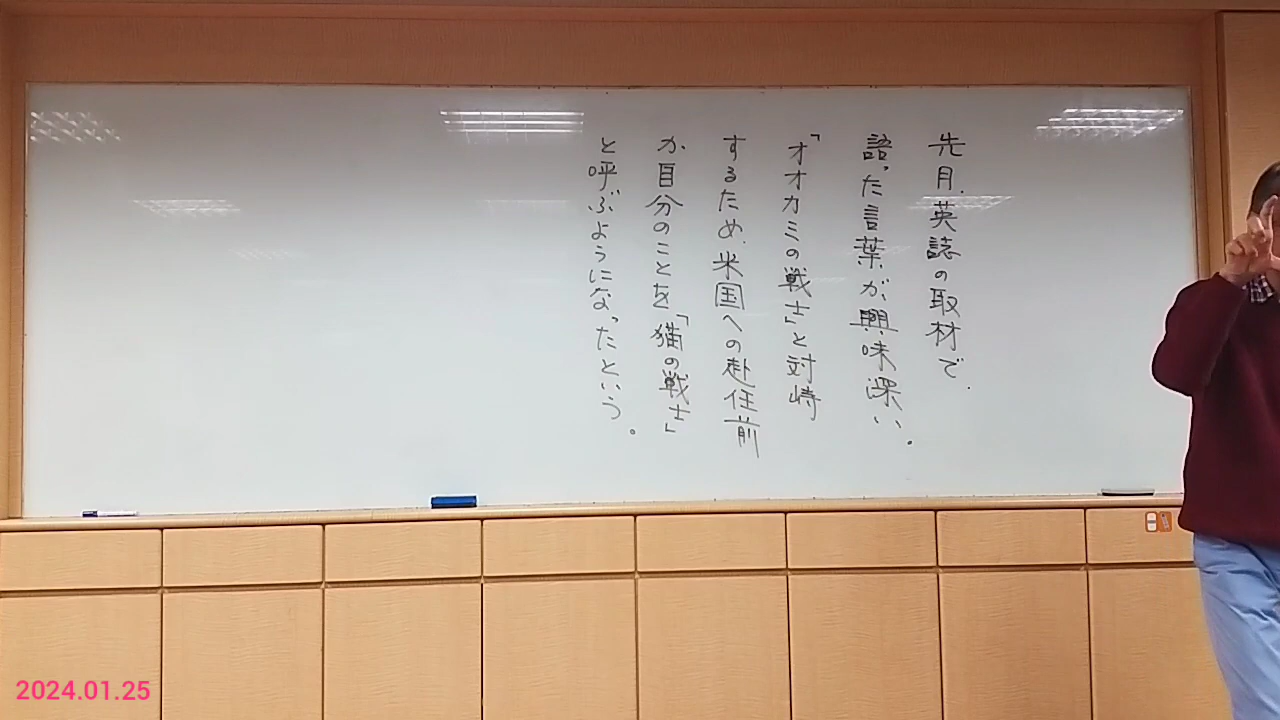 先月、英誌の取材で、
語った言葉が、興味深い。
「オオカミの戦士」と対峙
するため、米国への赴任前
か自分のことを「猫の戦士」
と呼ぶようになったという。
2024.01.25